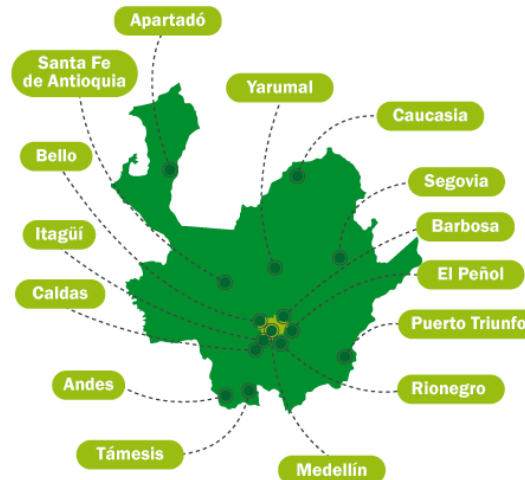 Apartadó
Santa Fe
de Antioquia
Yarumal
Caucasia
Bello
Segovia
Itagüí
Barbosa
El Peñol
Caldas
Puerto Triunfo
Andes
Rionegro
Támesis
Medellín